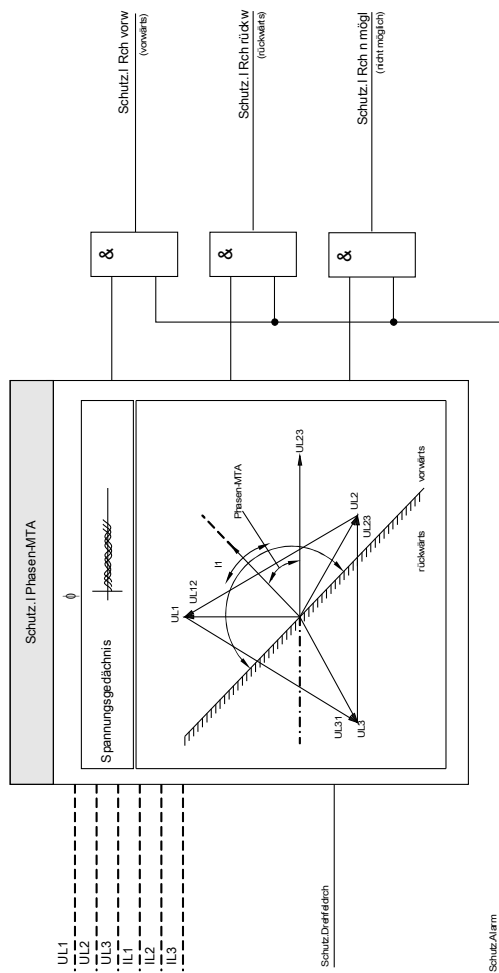 Schutz.I Phasen-MTA
ϕ
Spannungsgedächnis
UL1
UL2
UL3
IL1
IL2
IL3
UL1
UL12
I1
Phasen-MTA
UL23
UL31
UL3
UL2
UL23
vorwärts
rückwärts
&
Schutz.I Rch vorw
(vorwärts)
&
Schutz.I Rch rückw
(rückwärts)
&
Schutz.I Rch n mögl
(nicht möglich)
Schutz.Drehfeldrch
Schutz.Alarm